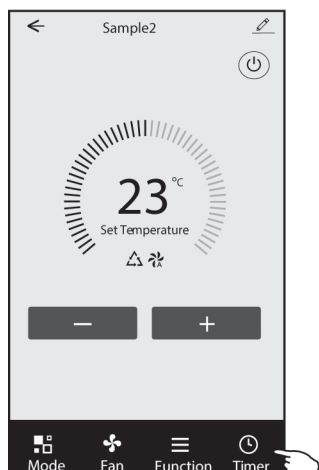 Sample2
23 °C
Set Temperature
A
− +
Mode Fan Function Timer